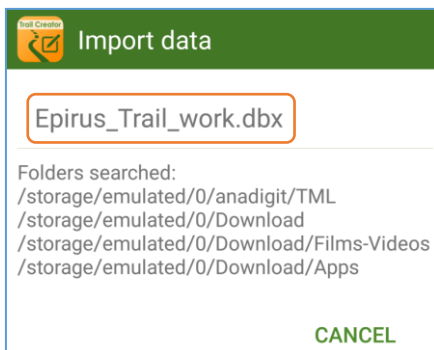 Trail Creator
Import data
Epirus_Trail_work.dbx
Folders searched:
/storage/emulated/0/anadigit/TML
/storage/emulated/0/Download
/storage/emulated/0/Download/Films-Videos
/storage/emulated/0/Download/Apps
CANCEL